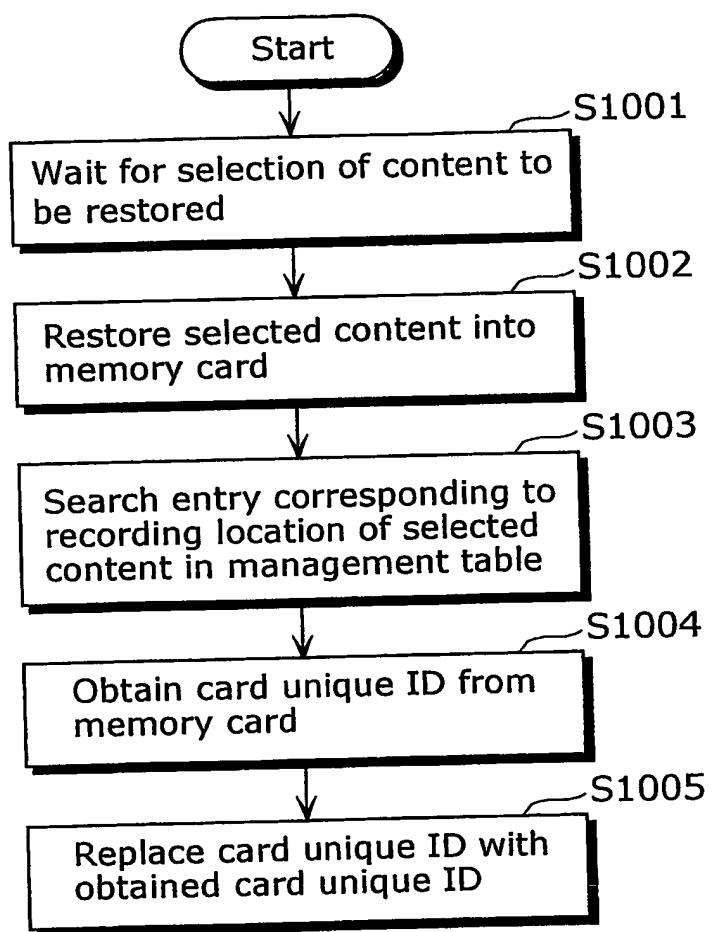 Start
S1001
Wait for selection of content to
be restored
S1002
Restore selected content into
memory card
S1003
Search entry corresponding to
recording location of selected
content in management table
S1004
Obtain card unique ID from
memory card
S1005
Replace card unique ID with
obtained card unique ID